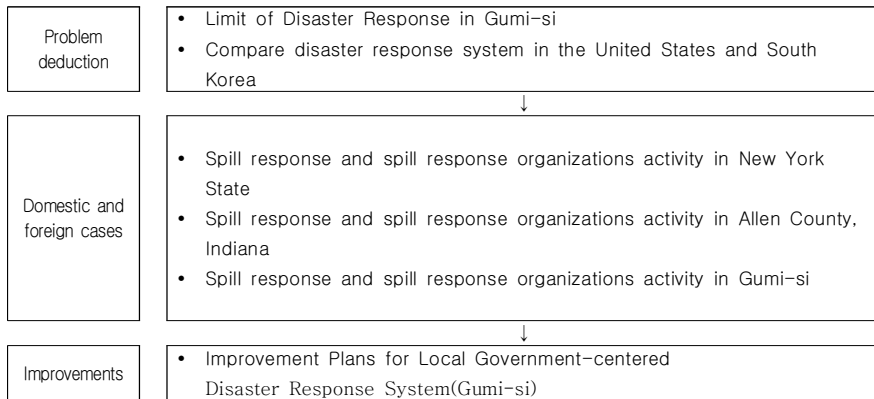 Problem
deduction
• Limit of Disaster Response in Gumi-si
• Compare disaster response system in the United States and South
Korea
↓
Domestic and
foreign cases
• Spill response and spill response organizations activity in New York
State
• Spill response and spill response organizations activity in Allen County,
Indiana
• Spill response and spill response organizations activity in Gumi-si
↓
Improvements
• Improvement Plans for Local Government-centered
Disaster Response System(Gumi-si)